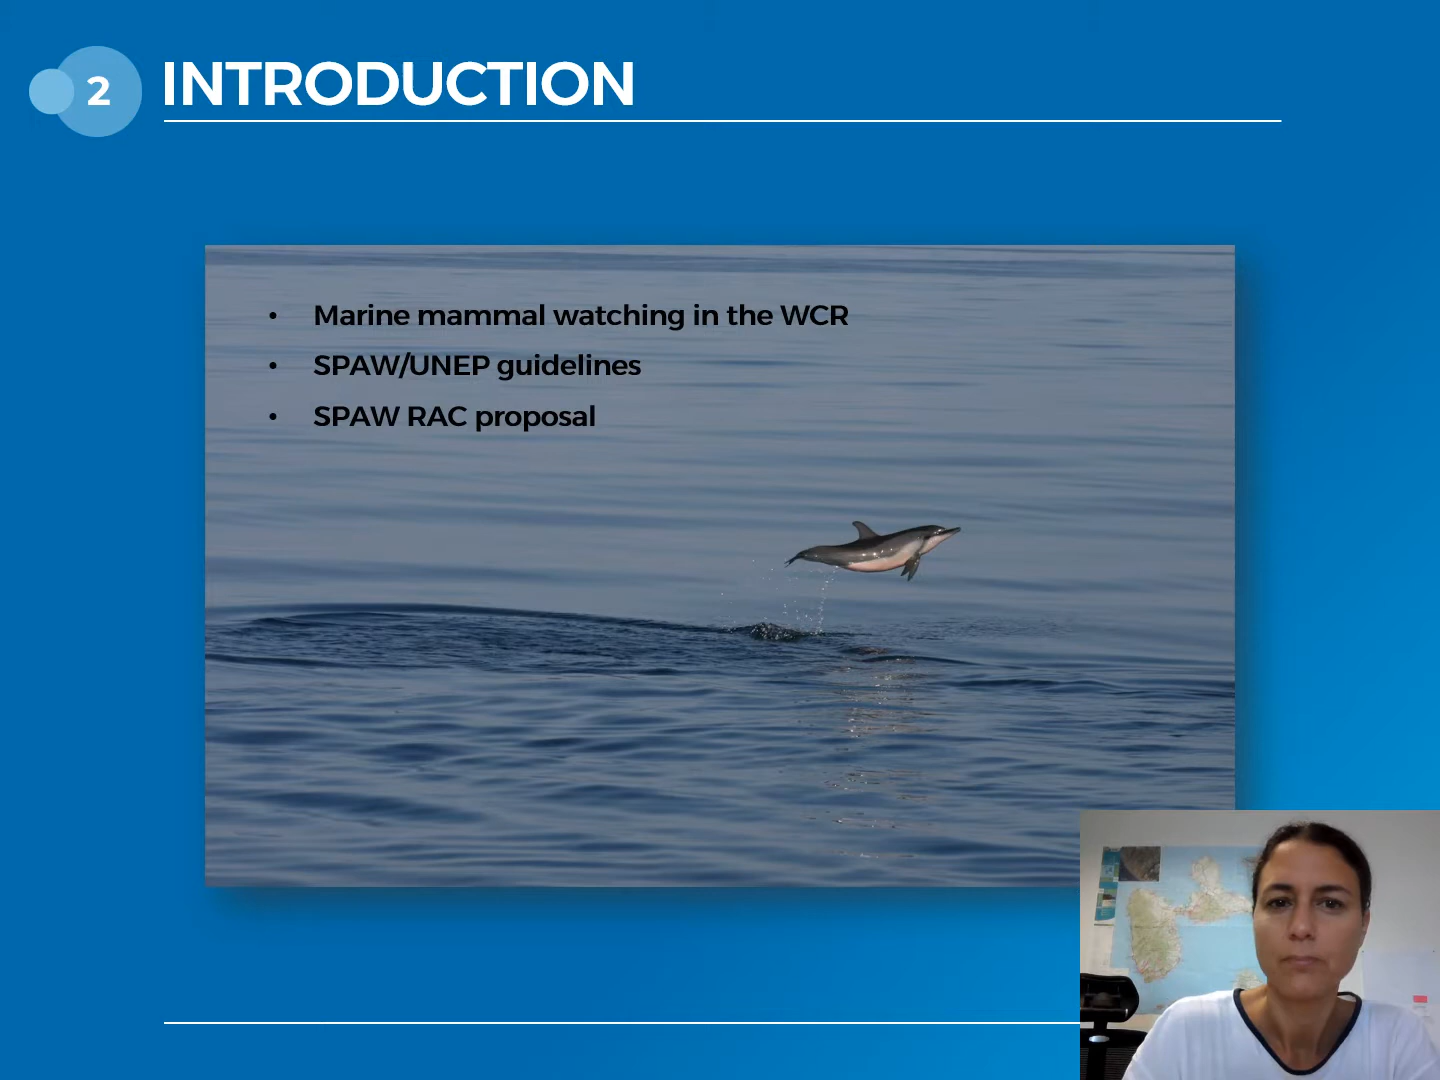 2
INTRODUCTION
• Marine mammal watching in the WCR
• SPAW/UNEP guidelines
• SPAW RAC proposal